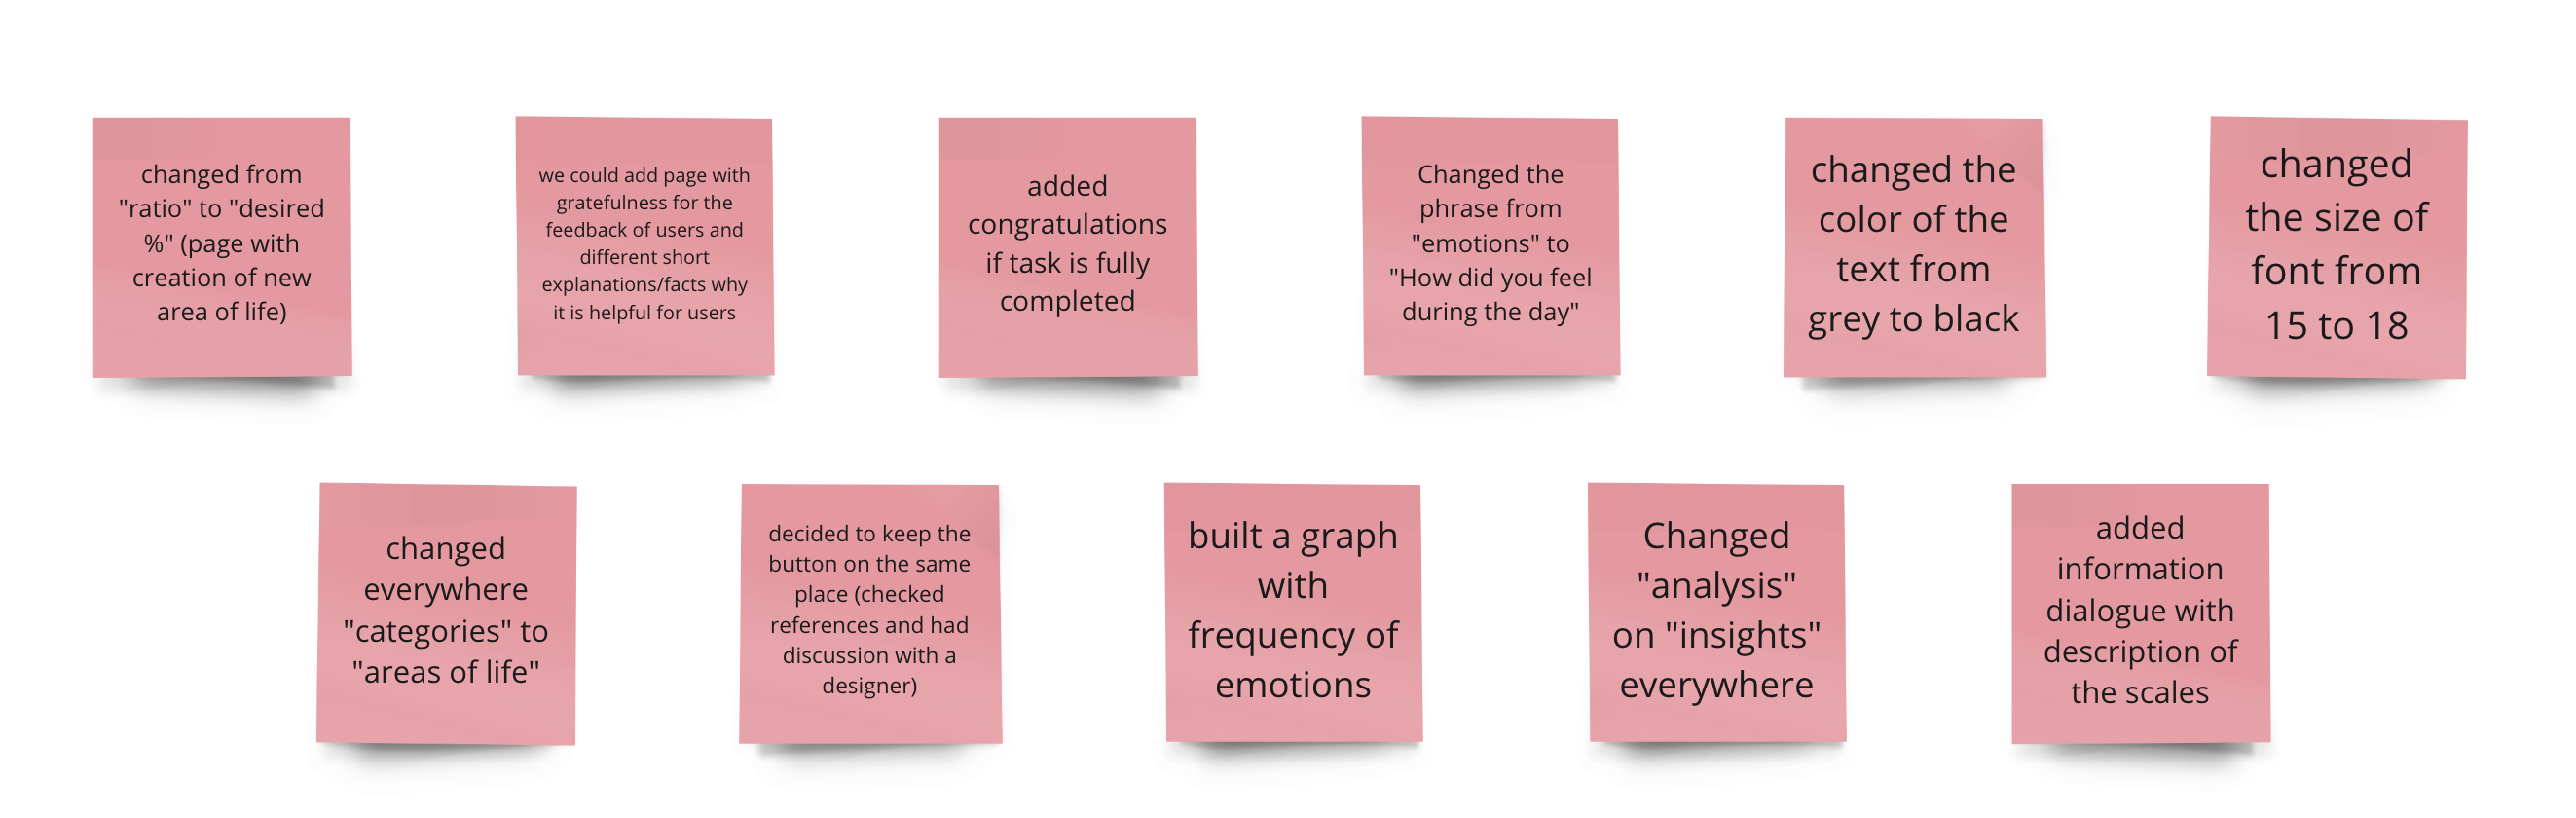 changed from
"ratio" to "desired
%" (page with
creation of new
area of life)
we could add page with
gratefulness for the
feedback of users and
different short
explanations/facts why
it is helpful for users
added
congratulations
if task is fully
completed
Changed the
phrase from
"emotions" to
"How did you feel
during the day"
changed the
color of the
text from
grey to black
changed
the size of
font from
15 to 18
changed
everywhere
"categories" to
"areas of life"
decided to keep the
button on the same
place (checked
references and had
discussion with a
designer)
built a graph
with
frequency of
emotions
Changed
"analysis"
on "insights"
everywhere
added
information
dialogue with
description of
the scales